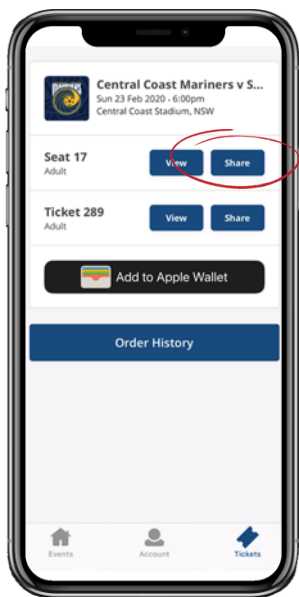 Central Coast Mariners v S...
Sun 23 Feb 2020 - 6:00pm
Central Coast Stadium, NSW
Seat 17
Adult
View
Share
Ticket 289
Adult
View
Share
Add to Apple Wallet
Order History
Events
Account
Tickets